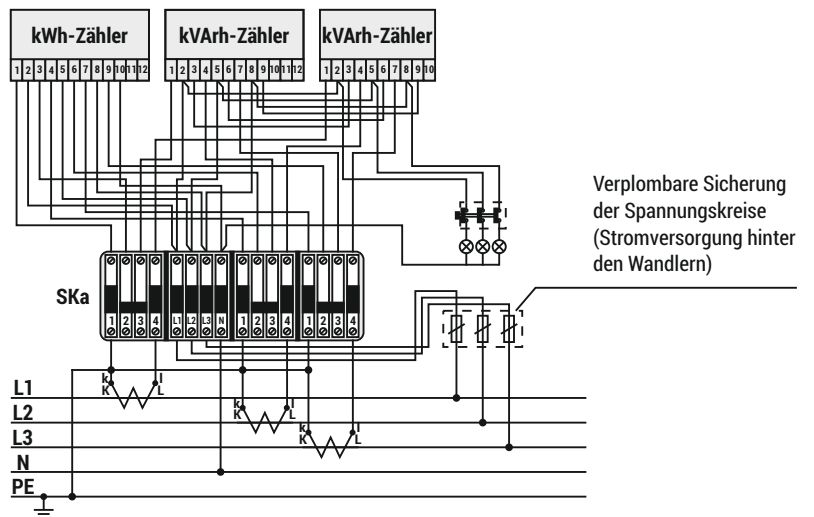 kWh-Zähler kVArh-Zähler kVArh-Zähler
1 2 3 4 5 6 7 8 9 10 11 12 1 2 3 4 5 6 7 8 9 10 11 12 1 2 3 4 5 6 7 8 9 10
Verplombare Sicherung
der Spannungskreise
(Stromversorgung hinter
den Wandlern)
SKa
1 2 3 4 L1 L2 L3 N 1 2 3 4 1 2 3 4
k l
K L
L1
k l
K L
L2
k l
K L
L3
N
PE